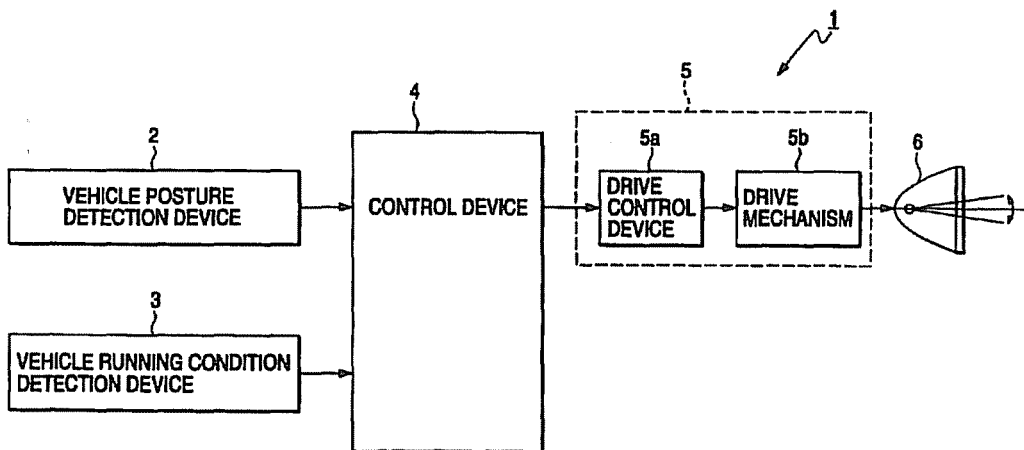 1
5
4
2
5a
5b
6
VEHICLE POSTURE
DETECTION DEVICE
CONTROL DEVICE
DRIVE
CONTROL
DEVICE
DRIVE
MECHANISM
3
VEHICLE RUNNING CONDITION
DETECTION DEVICE